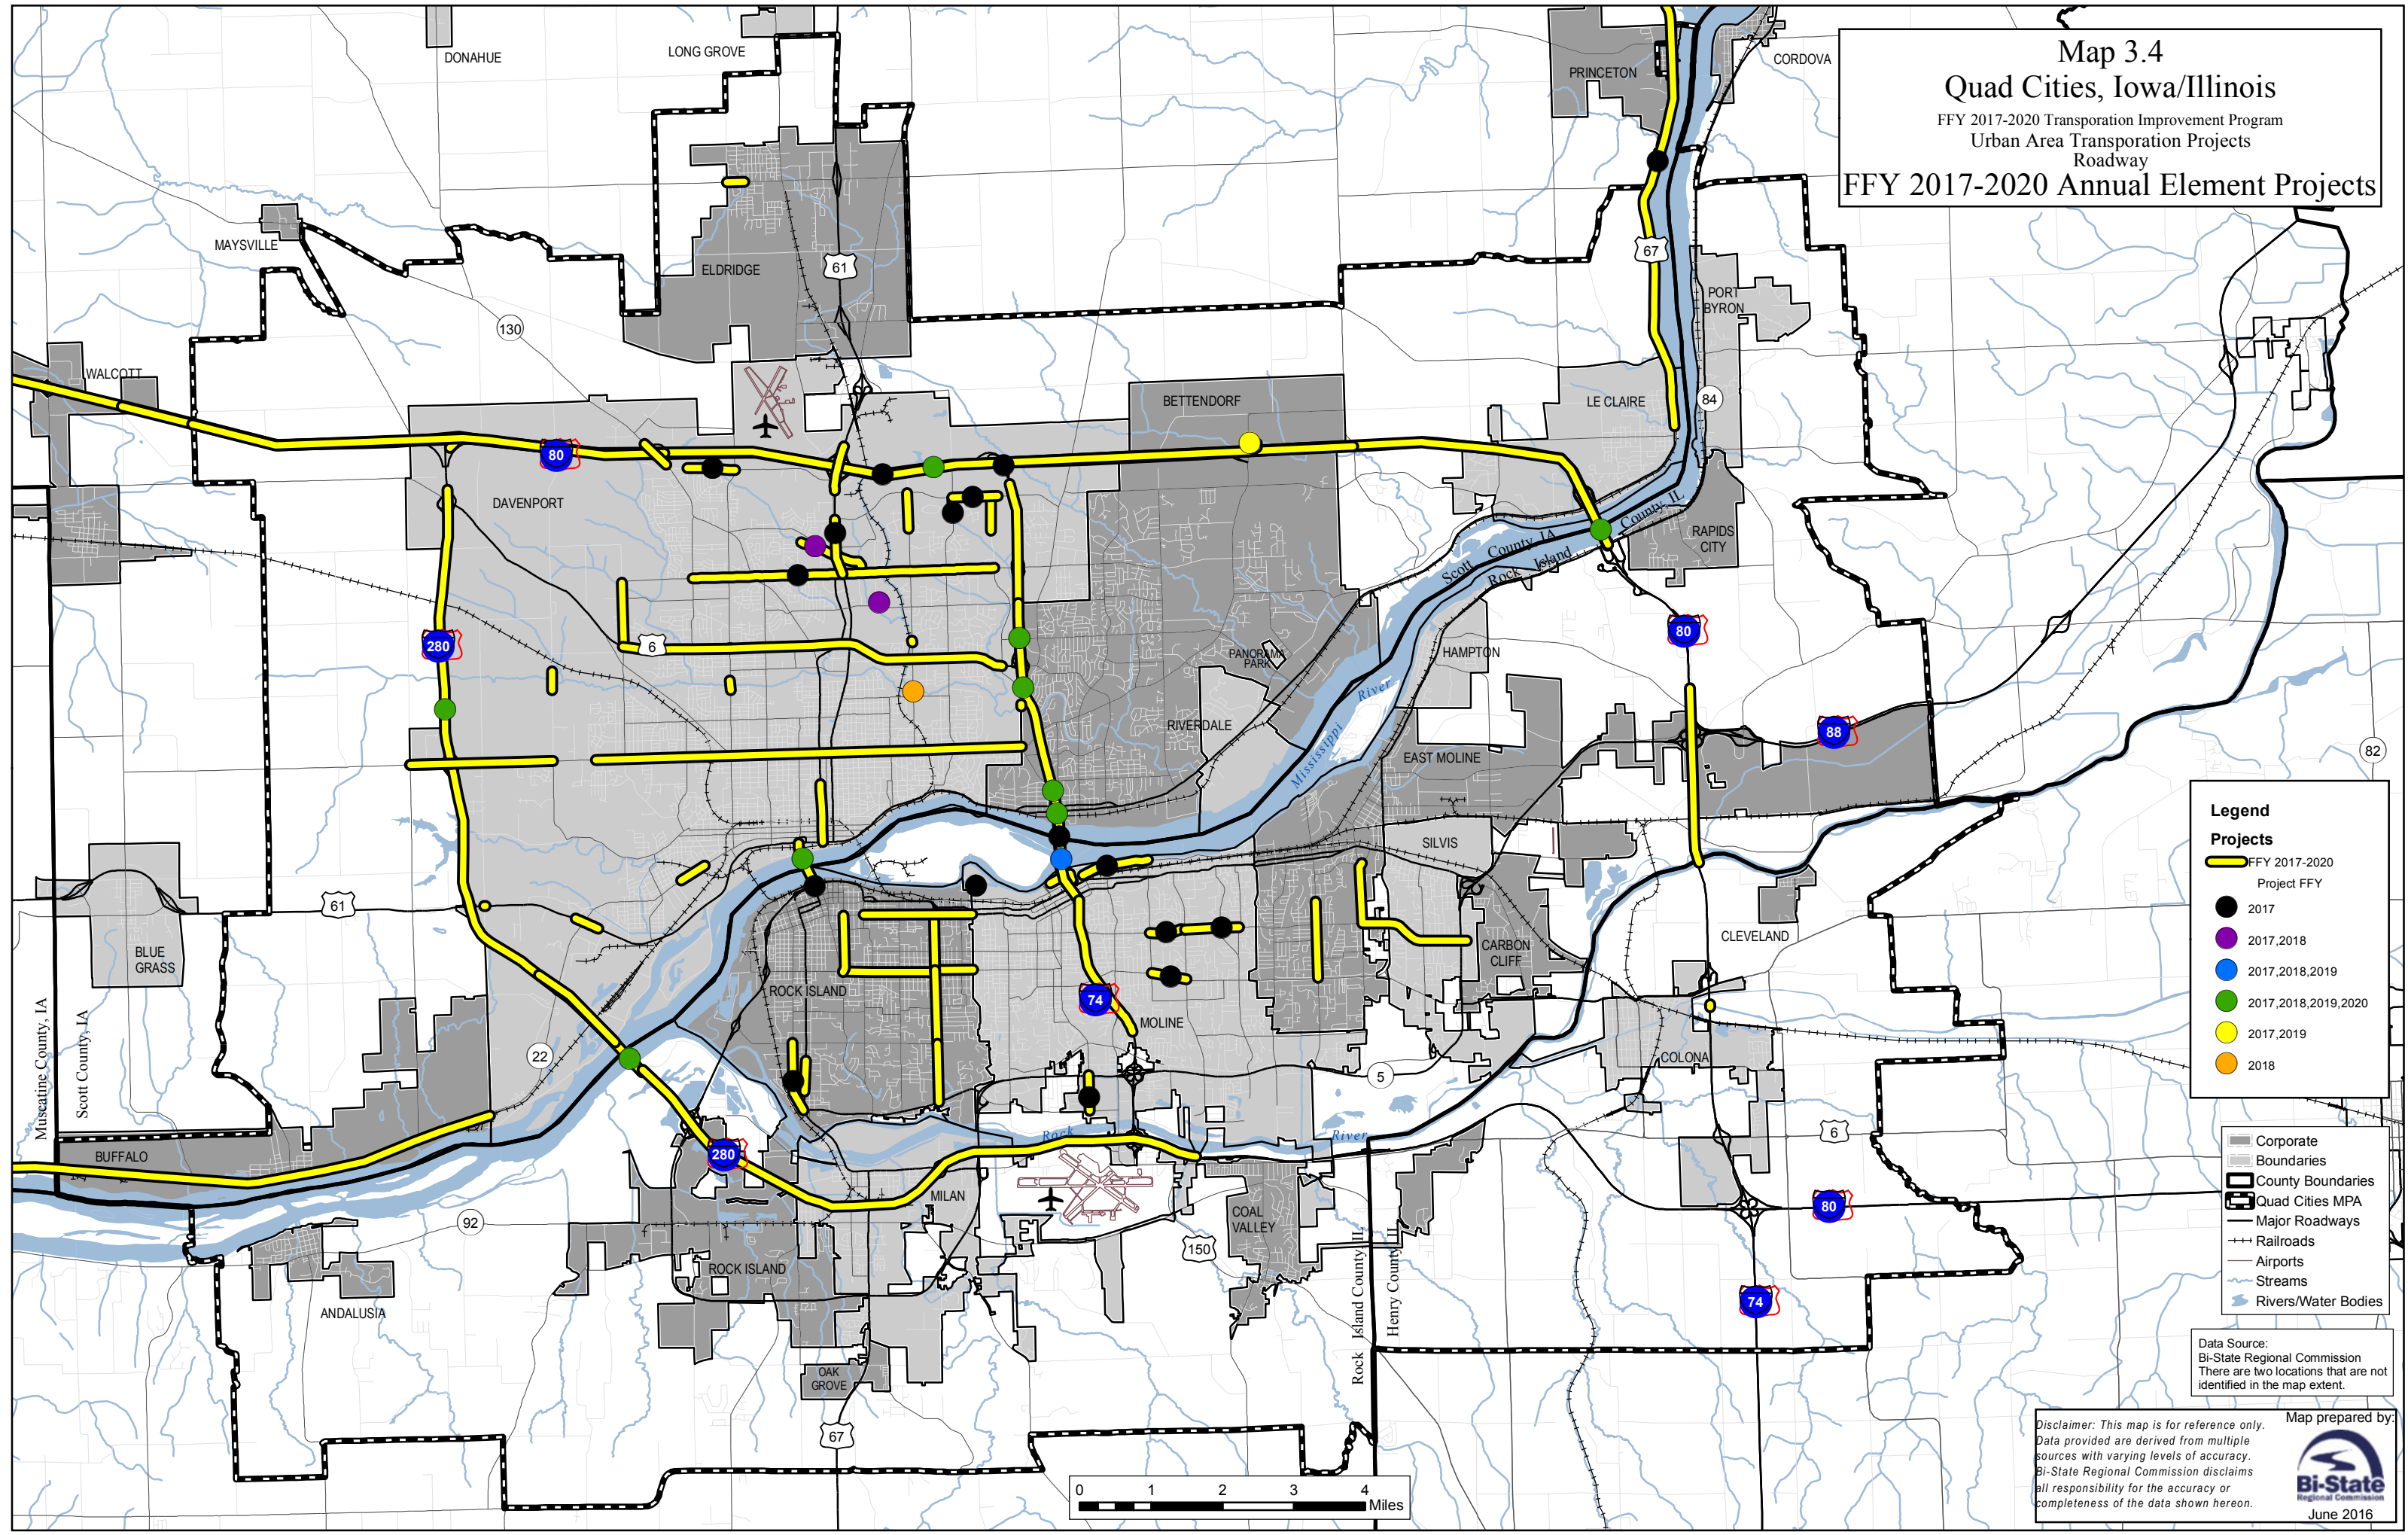 Map 3.4
Quad Cities, Iowa/Illinois
FFY 2017-2020 Transporation Improvement Program
Urban Area Transporation Projects
Roadway
FFY 2017-2020 Annual Element Projects
DONAHUE
LONG GROVE
PRINCETON
CORDOVA
MAYSVILLE
ELDRIDGE
61
67
PORT
BYRON
130
WALCOTT
BETTENDORF
LE CLAIRE
84
80
DAVENPORT
Scott County, IA
Rock Island County, IL
RAPIDS
CITY
280
6
80
PANORAMA
PARK
HAMPTON
River
Mississippi
RIVERDALE
EAST MOLINE
88
82
SILVIS
61
BLUE
GRASS
CLEVELAND
CARBON
CLIFF
ROCK ISLAND
74
MOLINE
Muscatine County, IA
Scott County, IA
22
COLONA
5
BUFFALO
Rock
River
6
280
MILAN
COAL
VALLEY
80
92
150
ROCK ISLAND
Rock Island County, IL
Henry County, IL
74
ANDALUSIA
OAK
GROVE
67
0 1 2 3 4
Miles
Legend
Projects
FFY 2017-2020
Project FFY
2017
2017,2018
2017,2018,2019
2017,2018,2019,2020
2017,2019
2018
Corporate
Boundaries
County Boundaries
Quad Cities MPA
Major Roadways
Railroads
Airports
Streams
Rivers/Water Bodies
Data Source:
Bi-State Regional Commission
There are two locations that are not
identified in the map extent.
Disclaimer: This map is for reference only.
Data provided are derived from multiple
sources with varying levels of accuracy.
Bi-State Regional Commission disclaims
all responsibility for the accuracy or
completeness of the data shown hereon.
Map prepared by:
Bi-State
Regional Commission
June 2016